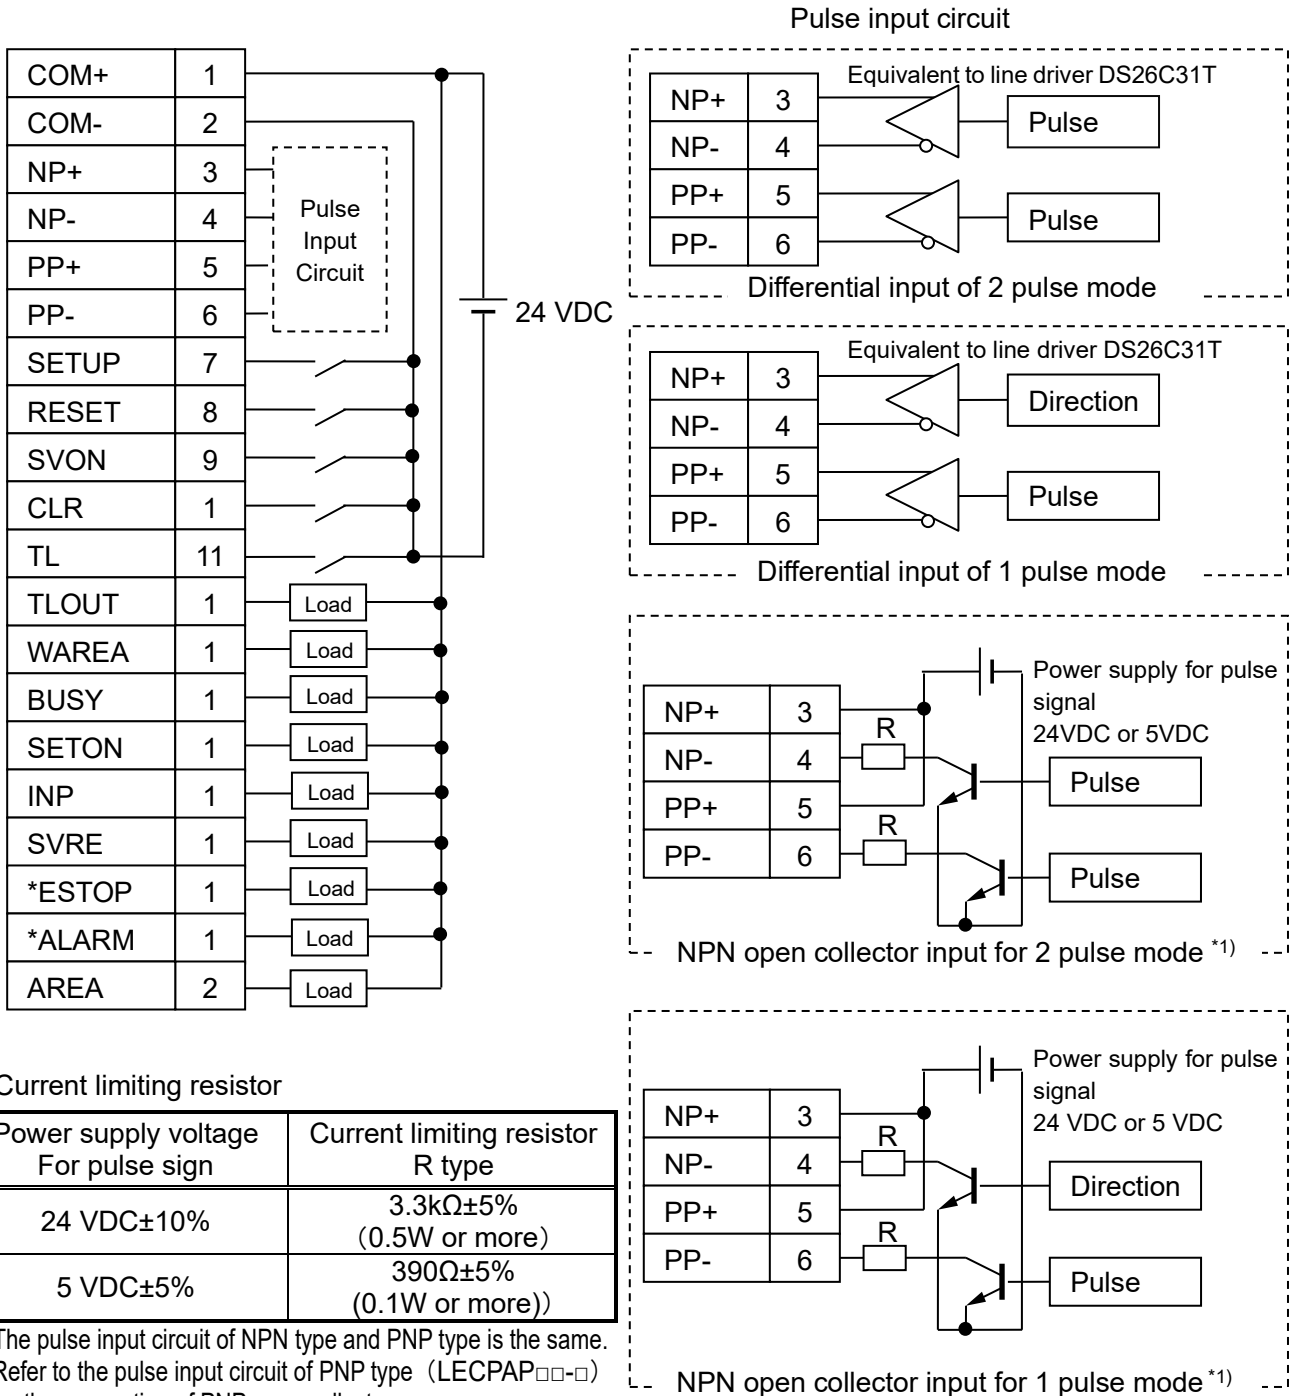 Pulse input circuit
COM+ 1
COM- 2
NP+ 3
NP- 4
PP+ 5
PP- 6
SETUP 7
RESET 8
SVON 9
CLR 1
TL 11
TLOUT 1
WAREA 1
BUSY 1
SETON 1
INP 1
SVRE 1
*ESTOP 1
*ALARM 1
AREA 2
Pulse
Input
Circuit
24 VDC
Load
Load
Load
Load
Load
Load
Load
Load
Load
Equivalent to line driver DS26C31T
NP+ 3
NP- 4
PP+ 5
PP- 6
Pulse
Pulse
Differential input of 2 pulse mode
Equivalent to line driver DS26C31T
NP+ 3
NP- 4
PP+ 5
PP- 6
Direction
Pulse
Differential input of 1 pulse mode
Power supply for pulse
signal
24VDC or 5VDC
NP+ 3
NP- 4
PP+ 5
PP- 6
R
R
Pulse
Pulse
NPN open collector input for 2 pulse mode *1)
Power supply for pulse
signal
24 VDC or 5 VDC
NP+ 3
NP- 4
PP+ 5
PP- 6
R
R
Direction
Pulse
NPN open collector input for 1 pulse mode *1)
Current limiting resistor
Power supply voltage
For pulse sign
Current limiting resistor
R type
24 VDC±10%
3.3kΩ±5%
（0.5W or more）
5 VDC±5%
390Ω±5%
(0.1W or more)）
The pulse input circuit of NPN type and PNP type is the same.
Refer to the pulse input circuit of PNP type（LECPAP□□-□）